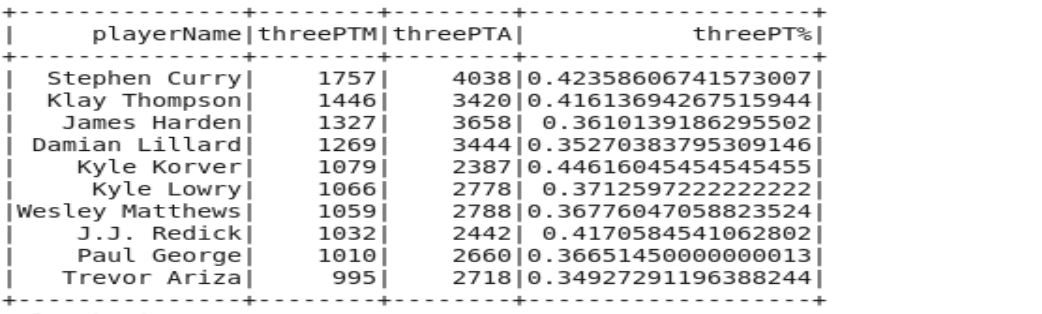 +---------------+--------+--------+-------------------+
|     playerName|threePTM|threePTA|           threePT%|
+---------------+--------+--------+-------------------+
|  Stephen Curry|    1757|    4038|0.42358606741573007|
|  Klay Thompson|    1446|    3420|0.41613694267515944|
|   James Harden|    1327|    3658| 0.3610139186295502|
| Damian Lillard|    1269|    3444|0.35270383795309146|
|    Kyle Korver|    1079|    2387|0.44616045454545455|
|     Kyle Lowry|    1066|    2778| 0.3712597222222222|
|Wesley Matthews|    1059|    2788|0.36776047058823524|
|    J.J. Redick|    1032|    2442| 0.4170584541062802|
|    Paul George|    1010|    2660|0.36651450000000013|
|   Trevor Ariza|     995|    2718|0.34927291196388244|
+---------------+--------+--------+-------------------+